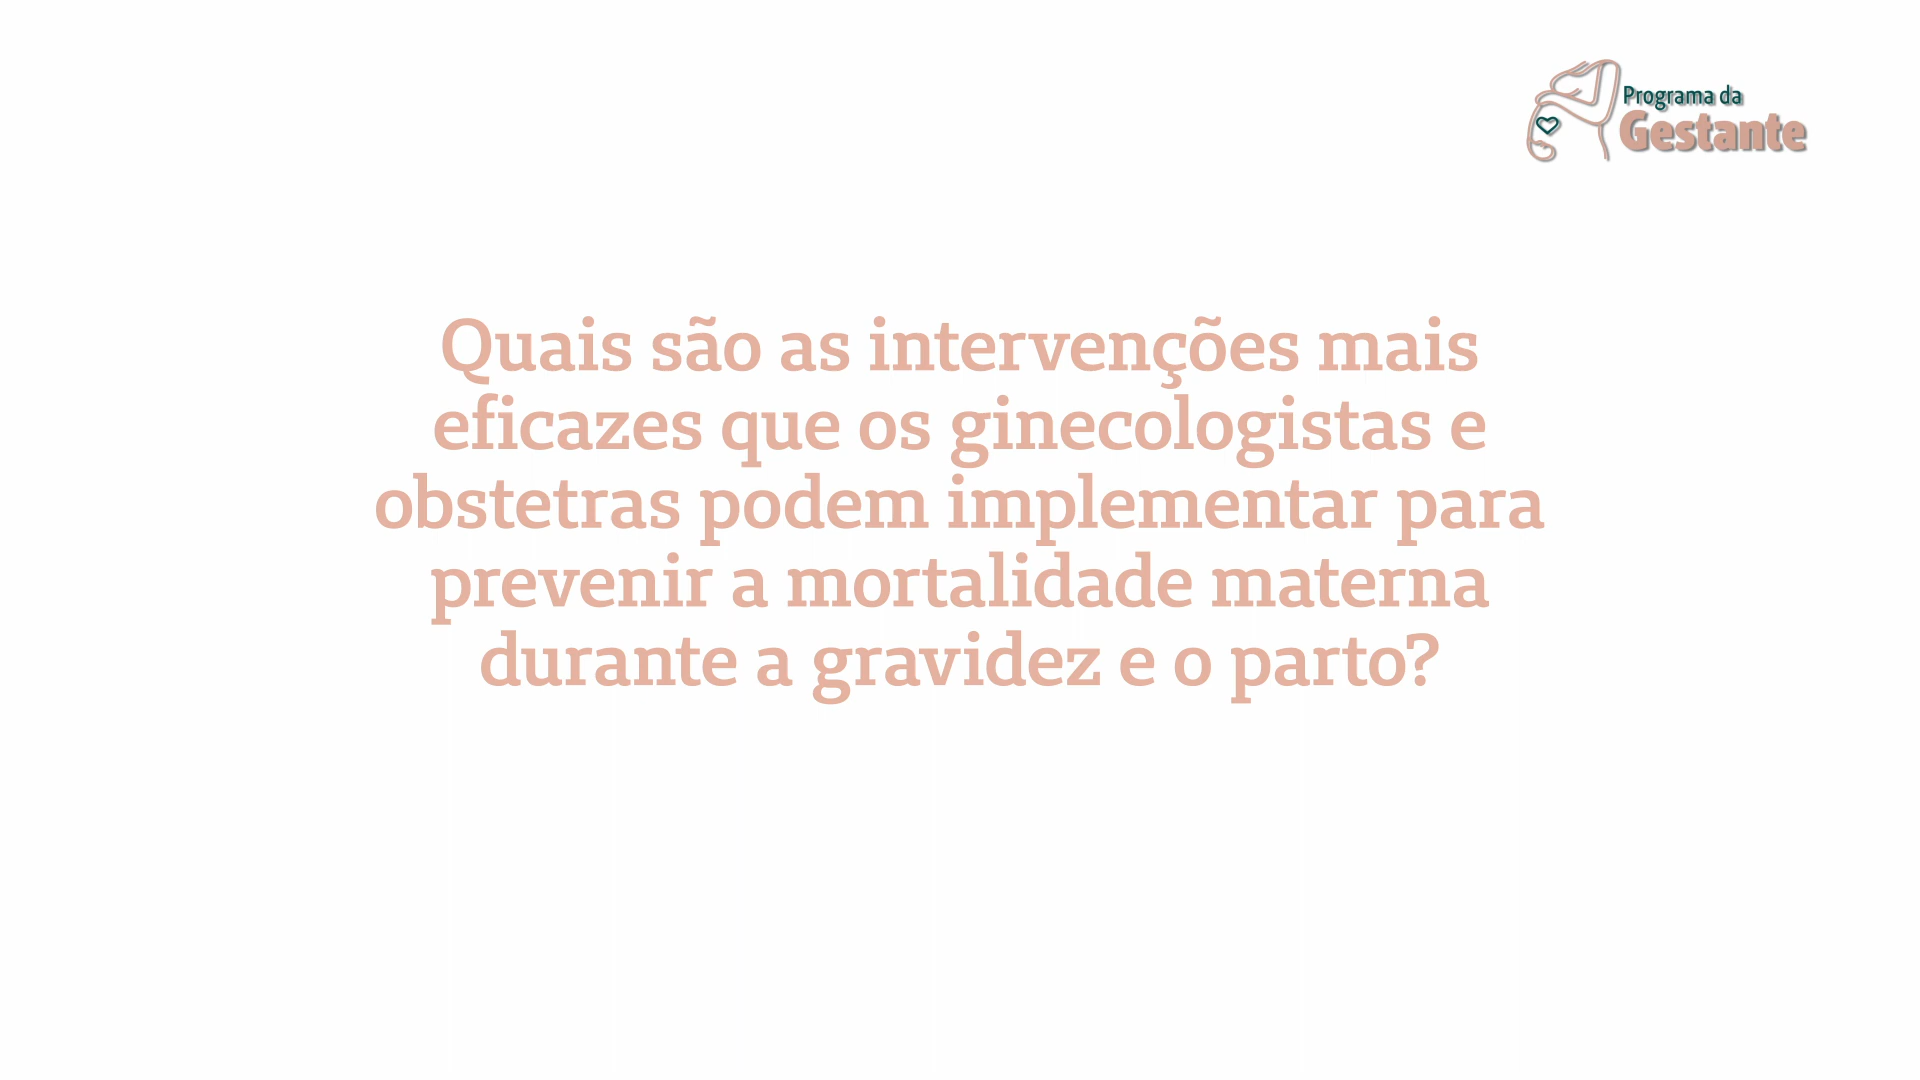 Programa da
Gestante
Quais são as intervenções mais
eficazes que os ginecologistas e
obstetras podem implementar para
prevenir a mortalidade materna
durante a gravidez e o parto?